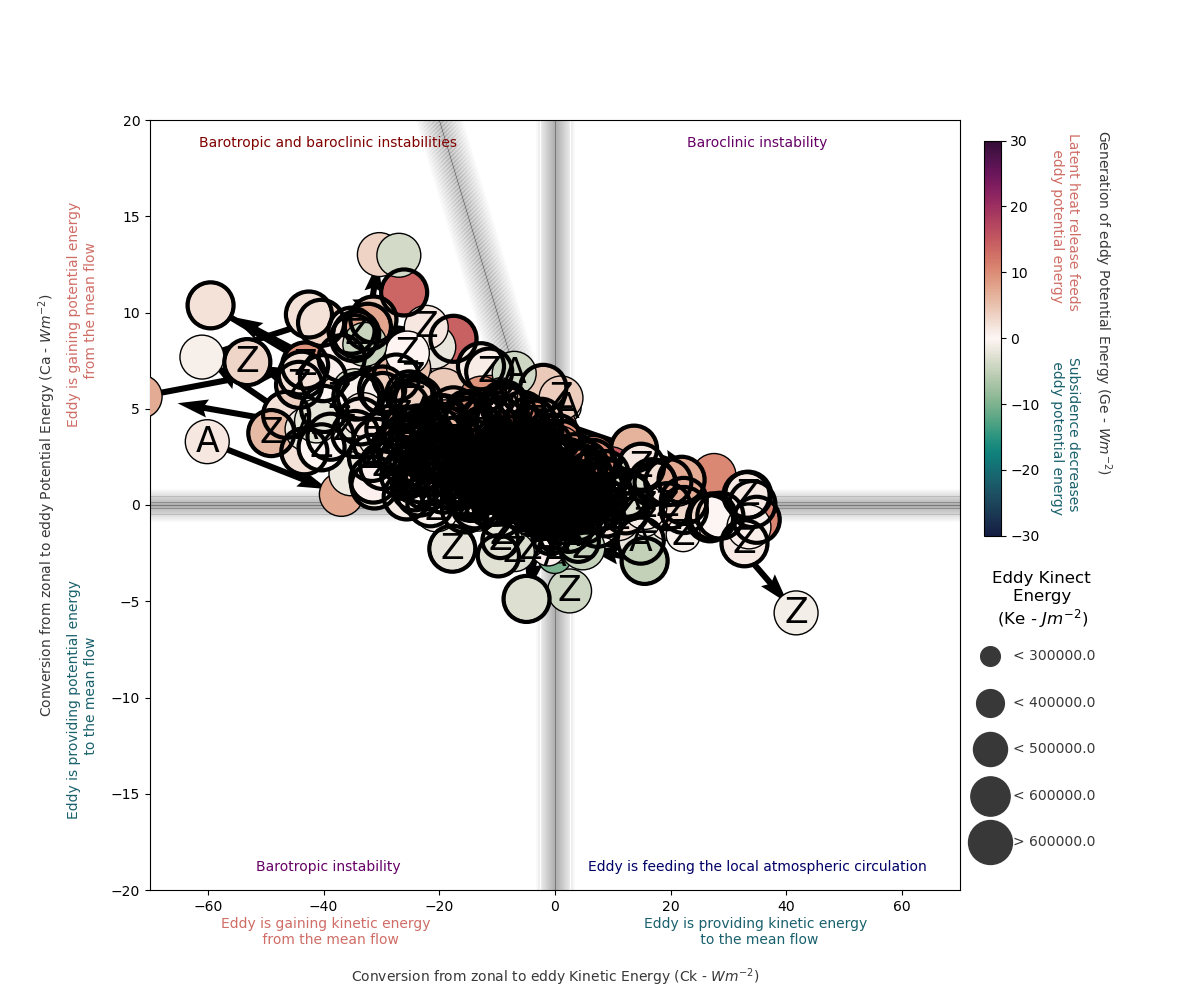 Barotropic and baroclinic instabilities
Baroclinic instability
Barotropic instability
Eddy is feeding the local atmospheric circulation
20
15
10
5
0
−5
−10
−15
−20
−60
−40
−20
0
20
40
60
Eddy is gaining kinetic energy
from the mean flow
Eddy is providing kinetic energy
to the mean flow
Conversion from zonal to eddy Kinetic Energy (Ck - Wm⁻²)
Conversion from zonal to eddy Potential Energy (Ca - Wm⁻²)
Eddy is gaining potential energy
from the mean flow
Eddy is providing potential energy
to the mean flow
A
A
A
A
Z
Z
Z
Z
Z
Z
Z
Z
Z
Z
30
20
10
0
−10
−20
−30
Latent heat release feeds
eddy potential energy
Subsidence decreases
eddy potential energy
Generation of eddy Potential Energy (Ge - Wm⁻²)
Eddy Kinect
Energy
(Ke - Jm⁻²)
< 300000.0
< 400000.0
< 500000.0
< 600000.0
> 600000.0